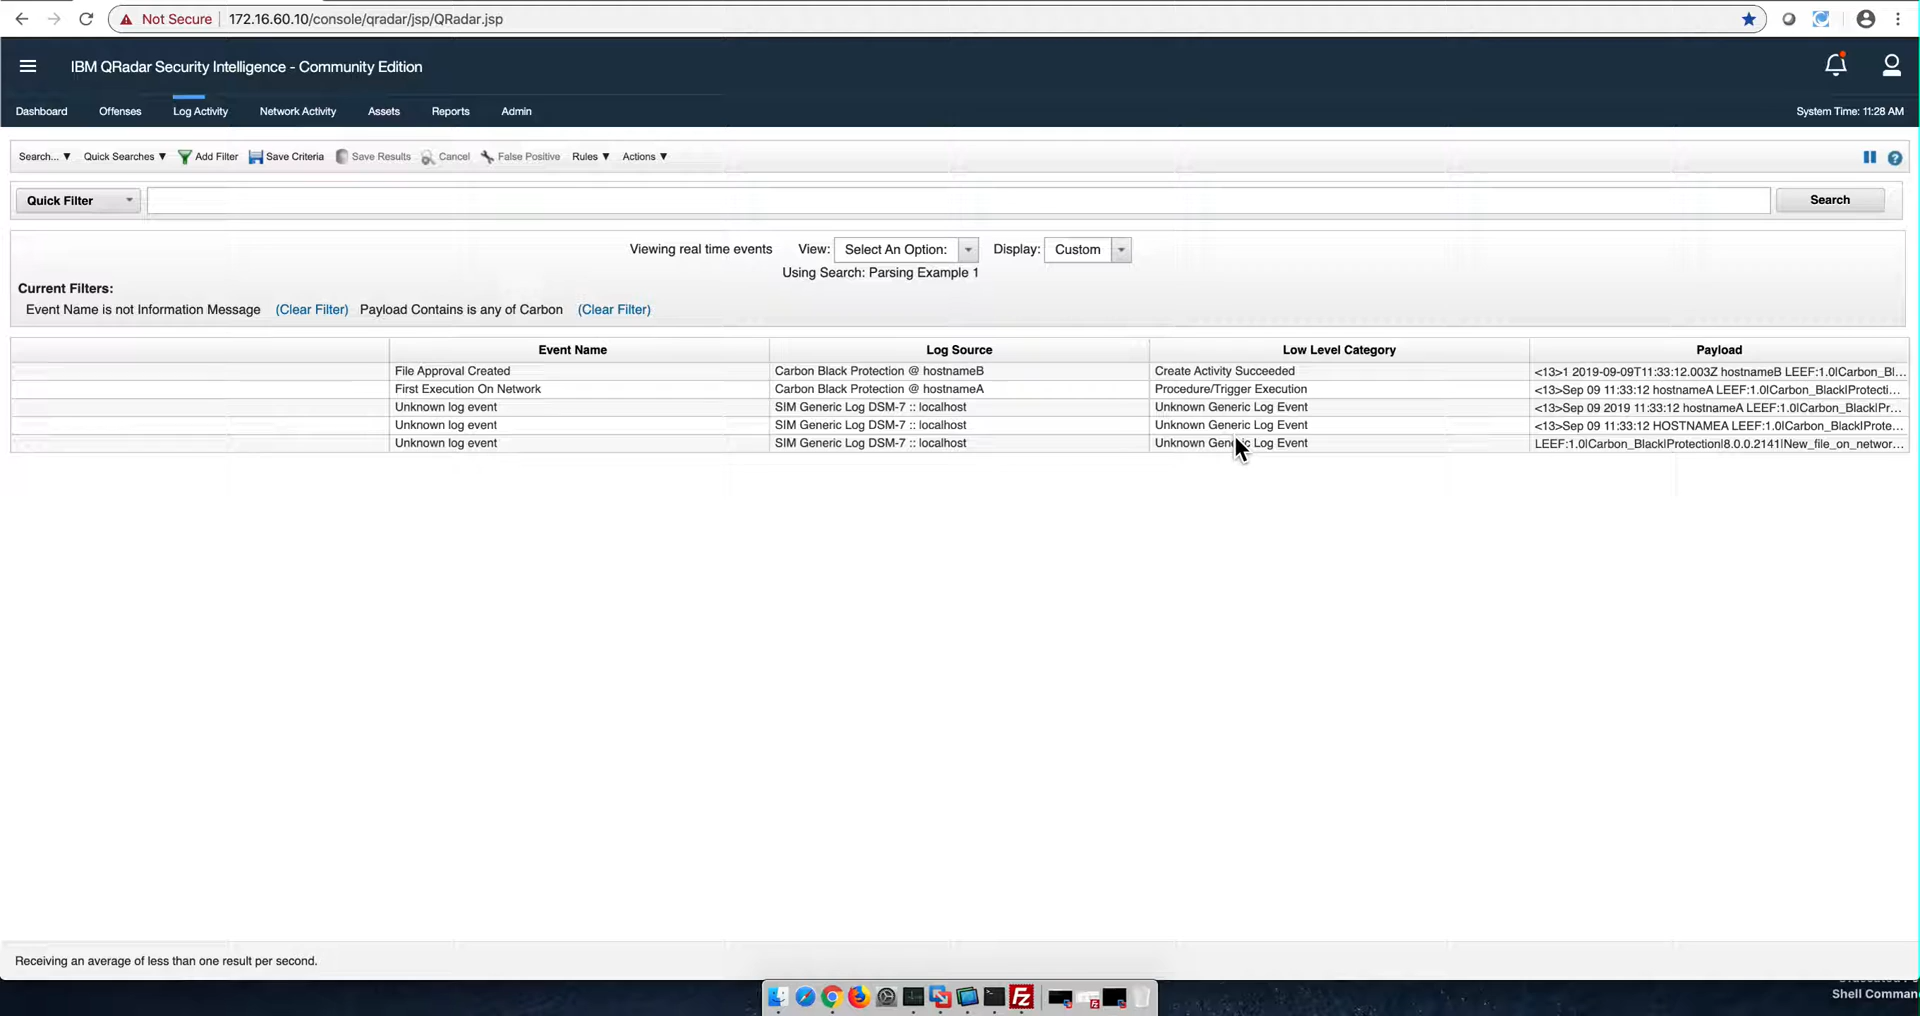 Not Secure 172.16.60.10/console/qradar/jsp/QRadar.jsp
IBM QRadar Security Intelligence - Community Edition
Dashboard Offenses Log Activity Network Activity Assets Reports Admin System Time: 11:28 AM
Search... Quick Searches Add Filter Save Criteria Save Results Cancel False Positive Rules Actions
Quick Filter Search
Viewing real time events View: Select An Option: Display: Custom
Using Search: Parsing Example 1
Current Filters:
Event Name is not Information Message (Clear Filter) Payload Contains is any of Carbon (Clear Filter)
Event Name Log Source Low Level Category Payload
File Approval Created Carbon Black Protection @ hostnameB Create Activity Succeeded <13>1 2019-09-09T11:33:12.003Z hostnameB LEEF:1.0|Carbon_Bl...
First Execution On Network Carbon Black Protection @ hostnameA Procedure/Trigger Execution <13>Sep 09 11:33:12 hostnameA LEEF:1.0|Carbon_Black|Protecti...
Unknown log event SIM Generic Log DSM-7 :: localhost Unknown Generic Log Event <13>Sep 09 2019 11:33:12 hostnameA LEEF:1.0|Carbon_Black|Pr...
Unknown log event SIM Generic Log DSM-7 :: localhost Unknown Generic Log Event <13>Sep 09 11:33:12 HOSTNAMEA LEEF:1.0|Carbon_Black|Prote...
Unknown log event SIM Generic Log DSM-7 :: localhost Unknown Generic Log Event LEEF:1.0|Carbon_Black|Protection|8.0.0.2141|New_file_on_networ...
Receiving an average of less than one result per second.
Shell Comman